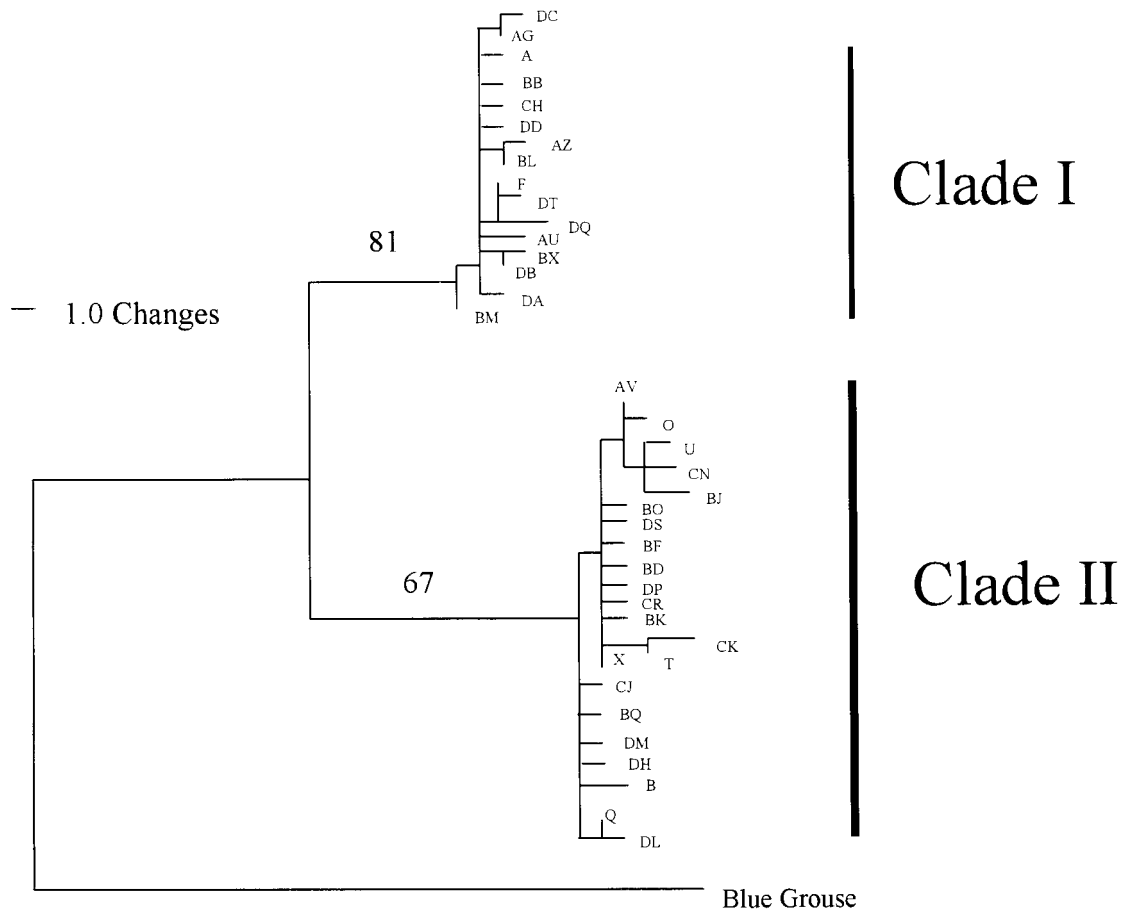 DC
AG
A
BB
CH
DD
AZ
BL
F
DT
DQ
AU
BX
DB
DA
BM
81
Clade I
1.0 Changes
AV
O
U
CN
BJ
BO
DS
BF
BD
DP
CR
BK
X
T
CK
CJ
BQ
DM
DH
B
Q
DL
67
Clade II
Blue Grouse